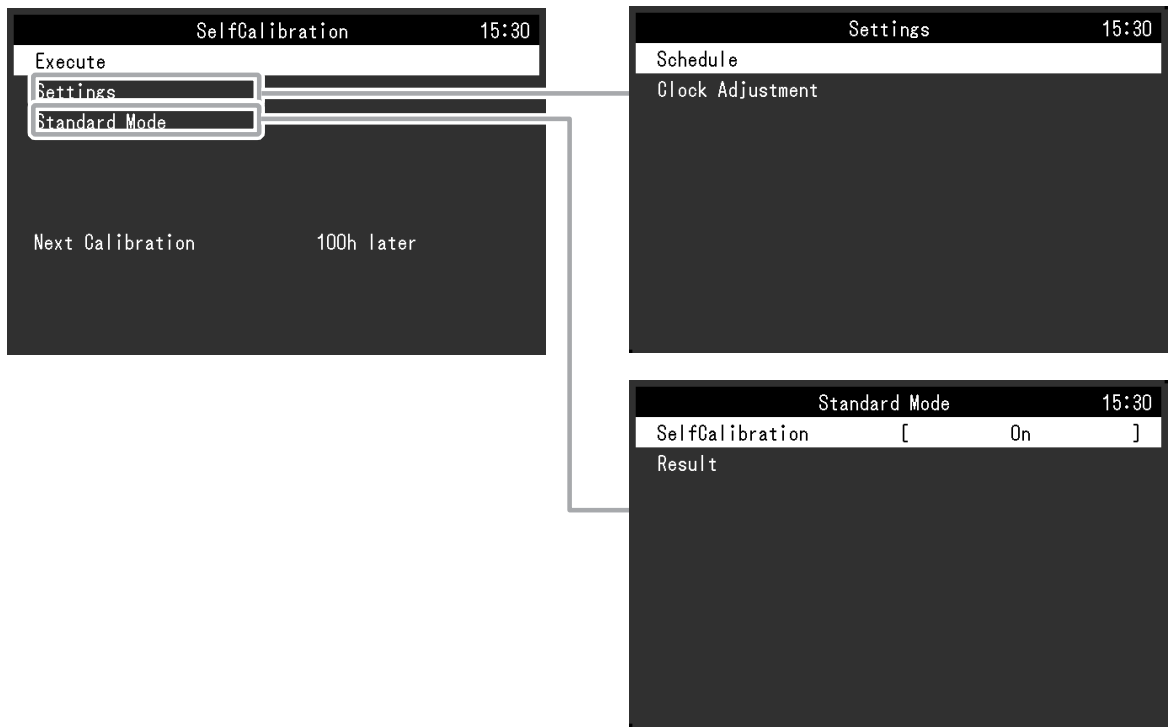 SelfCalibration 15:30
Execute
Settings
Standard Mode
Next Calibration 100h later
Settings 15:30
Schedule
Clock Adjustment
Standard Mode 15:30
SelfCalibration [ On ]
Result